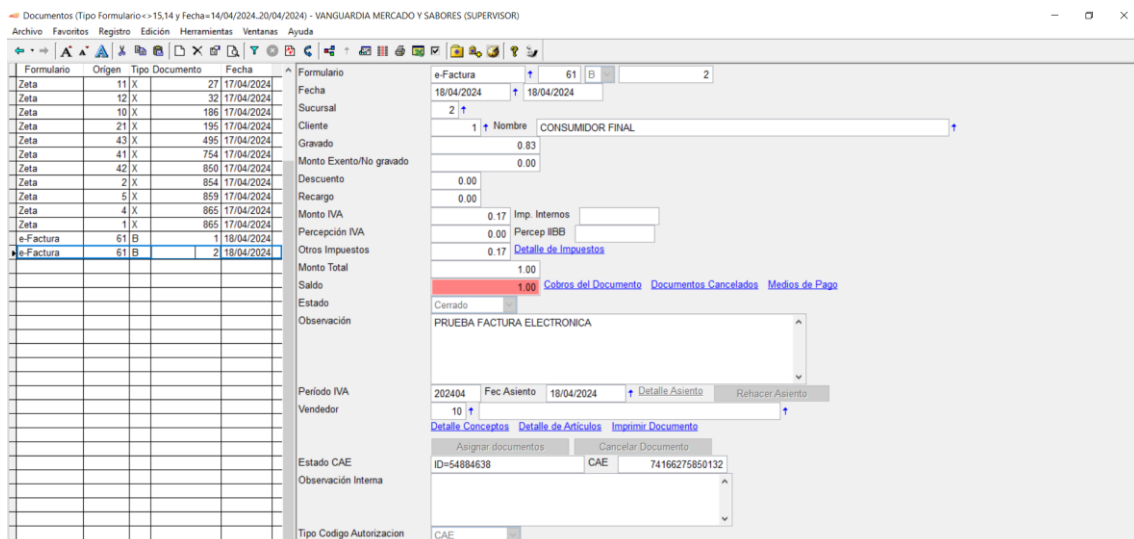 Documentos (Tipo Formulario<>15,14 y Fecha=14/04/2024..20/04/2024) - VANGUARDIA MERCADO Y SABORES (SUPERVISOR)
Archivo Favoritos Registro Edición Herramientas Ventanas Ayuda
Formulario Origen Tipo Documento Fecha
Zeta 11 X 27 17/04/2024
Zeta 12 X 32 17/04/2024
Zeta 10 X 186 17/04/2024
Zeta 21 X 195 17/04/2024
Zeta 43 X 495 17/04/2024
Zeta 41 X 754 17/04/2024
Zeta 42 X 850 17/04/2024
Zeta 2 X 854 17/04/2024
Zeta 5 X 859 17/04/2024
Zeta 4 X 865 17/04/2024
Zeta 1 X 865 17/04/2024
e-Factura 61 B 1 18/04/2024
e-Factura 61 B 2 18/04/2024
Formulario e-Factura 61 B 2
Fecha 18/04/2024 18/04/2024
Sucursal 2
Cliente 1 Nombre CONSUMIDOR FINAL
Gravado 0.83
Monto Exento/No gravado 0.00
Descuento 0.00
Recargo 0.00
Monto IVA 0.17 Imp. Internos
Percepción IVA 0.00 Percep IIBB
Otros Impuestos 0.17 Detalle de Impuestos
Monto Total 1.00
Saldo 1.00 Cobros del Documento Documentos Cancelados Medios de Pago
Estado Cerrado
Observación PRUEBA FACTURA ELECTRONICA
Período IVA 202404 Fec Asiento 18/04/2024 Detalle Asiento Rehacer Asiento
Vendedor 10
Detalle Conceptos Detalle de Artículos Imprimir Documento
Asignar documentos Cancelar Documento
Estado CAE ID=54884638 CAE 74166275850132
Observación Interna
Tipo Codigo Autorizacion CAE